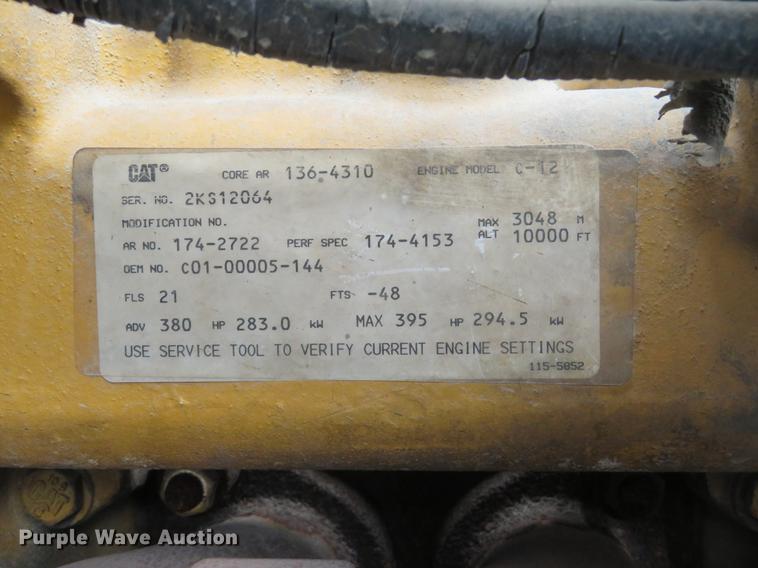 CAT® CORE AR 136-4310 ENGINE MODEL C-12
SER. NO. 2KS12064
MODIFICATION NO. MAX 3048 M
AR NO. 174-2722 PERF SPEC 174-4153 ALT 10000 FT
OEM NO. C01-00005-144
FLS 21 FTS -48
ADV 380 HP 283.0 kW MAX 395 HP 294.5 kW
USE SERVICE TOOL TO VERIFY CURRENT ENGINE SETTINGS
115-5852
CAT
Purple Wave Auction